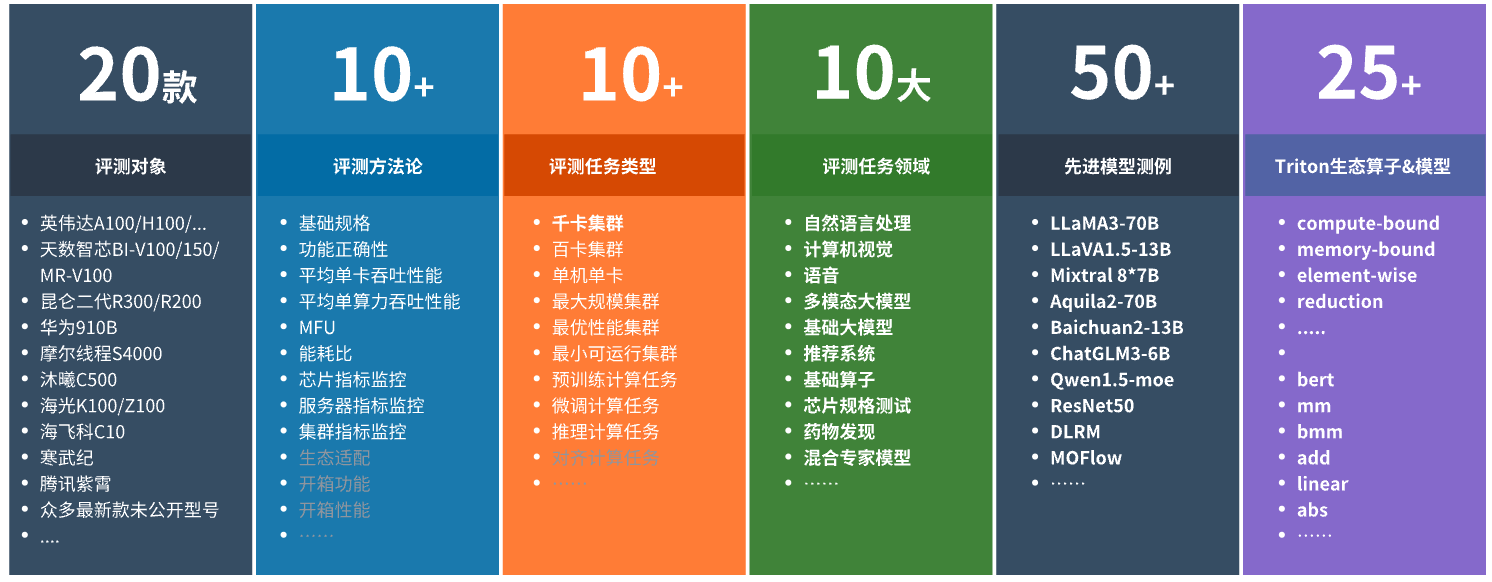 20款
评测对象
英伟达A100/H100/...
天数智芯BI-V100/150/
MR-V100
昆仑二代R300/R200
华为910B
摩尔线程S4000
沐曦C500
海光K100/Z100
海飞科C10
寒武纪
腾讯紫霄
众多最新款未公开型号
....
10+
评测方法论
基础规格
功能正确性
平均单卡吞吐性能
平均单算力吞吐性能
MFU
能耗比
芯片指标监控
服务器指标监控
集群指标监控
生态适配
开箱功能
开箱性能
……
10+
评测任务类型
千卡集群
百卡集群
单机单卡
最大规模集群
最优性能集群
最小可运行集群
预训练计算任务
微调计算任务
推理计算任务
对齐计算任务
……
10大
评测任务领域
自然语言处理
计算机视觉
语音
多模态大模型
基础大模型
推荐系统
基础算子
芯片规格测试
药物发现
混合专家模型
……
50+
先进模型测例
LLaMA3-70B
LLaVA1.5-13B
Mixtral 8*7B
Aquila2-70B
Baichuan2-13B
ChatGLM3-6B
Qwen1.5-moe
ResNet50
DLRM
MOFlow
……
25+
Triton生态算子&模型
compute-bound
memory-bound
element-wise
reduction
.....
bert
mm
bmm
add
linear
abs
……